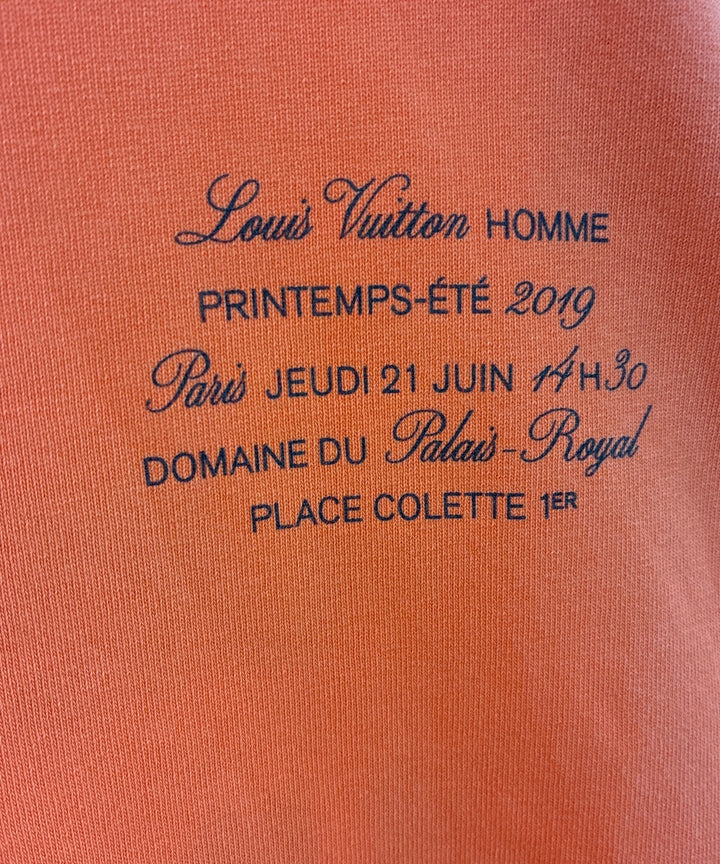 Louis Vuitton HOMME
PRINTEMPS-ÉTÉ 2019
Paris JEUDI 21 JUIN 14H30
DOMAINE DU Palais-Royal
PLACE COLETTE 1ER